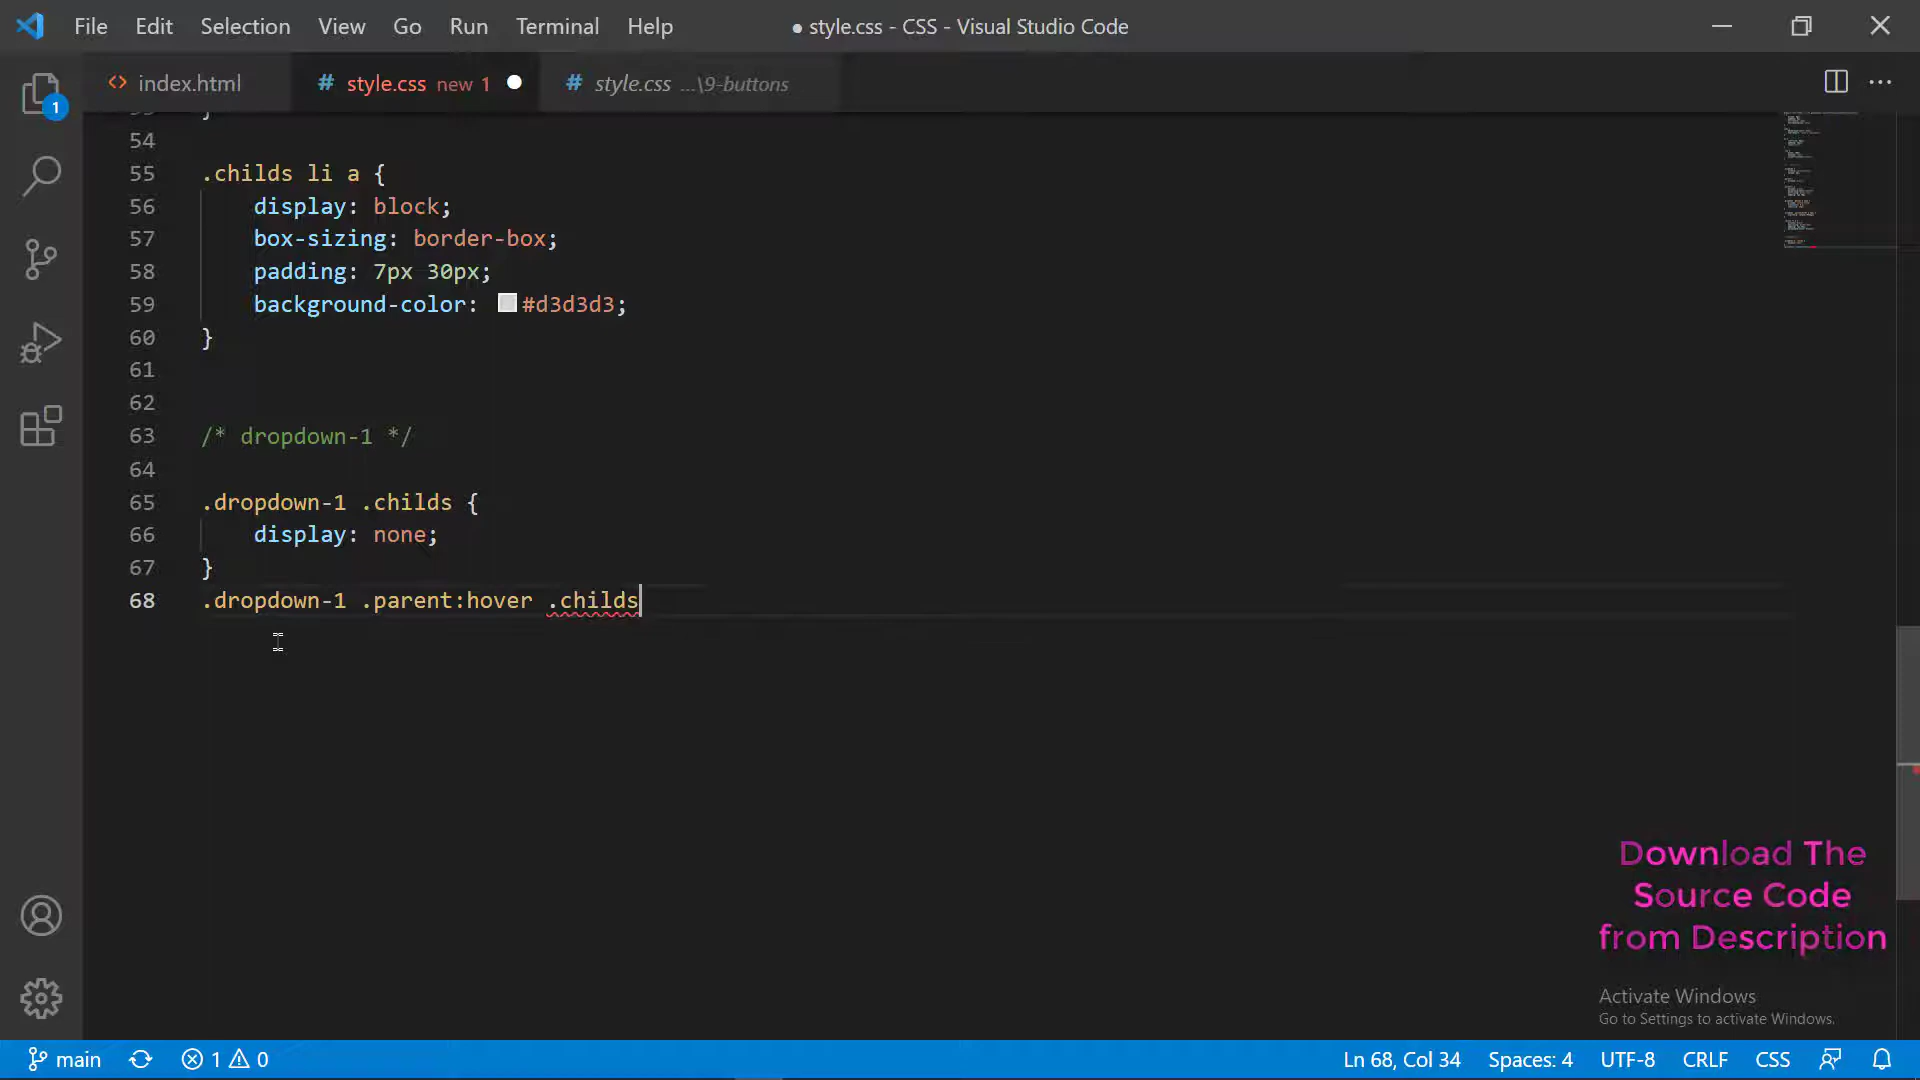 File Edit Selection View Go Run Terminal Help ● style.css - CSS - Visual Studio Code
<> index.html # style.css new 1 ● # style.css ...\9-buttons
1
54
55 .childs li a {
56 display: block;
57 box-sizing: border-box;
58 padding: 7px 30px;
59 background-color: #d3d3d3;
60 }
61
62
63 /* dropdown-1 */
64
65 .dropdown-1 .childs {
66 display: none;
67 }
68 .dropdown-1 .parent:hover .childs
Download The
Source Code
from Description
Activate Windows
Go to Settings to activate Windows.
main 1 0 Ln 68, Col 34 Spaces: 4 UTF-8 CRLF CSS